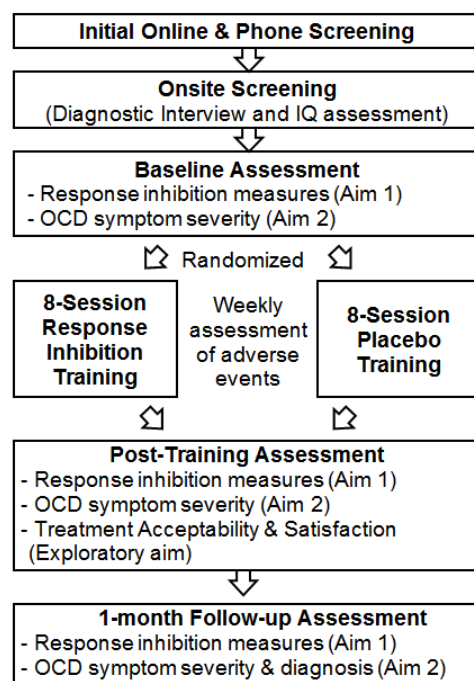 Initial Online & Phone Screening
Onsite Screening
(Diagnostic Interview and IQ assessment)
Baseline Assessment
- Response inhibition measures (Aim 1)
- OCD symptom severity (Aim 2)
Randomized
8-Session
Response
Inhibition
Training
Weekly
assessment
of adverse
events
8-Session
Placebo
Training
Post-Training Assessment
- Response inhibition measures (Aim 1)
- OCD symptom severity (Aim 2)
- Treatment Acceptability & Satisfaction
(Exploratory aim)
1-month Follow-up Assessment
- Response inhibition measures (Aim 1)
- OCD symptom severity & diagnosis (Aim 2)